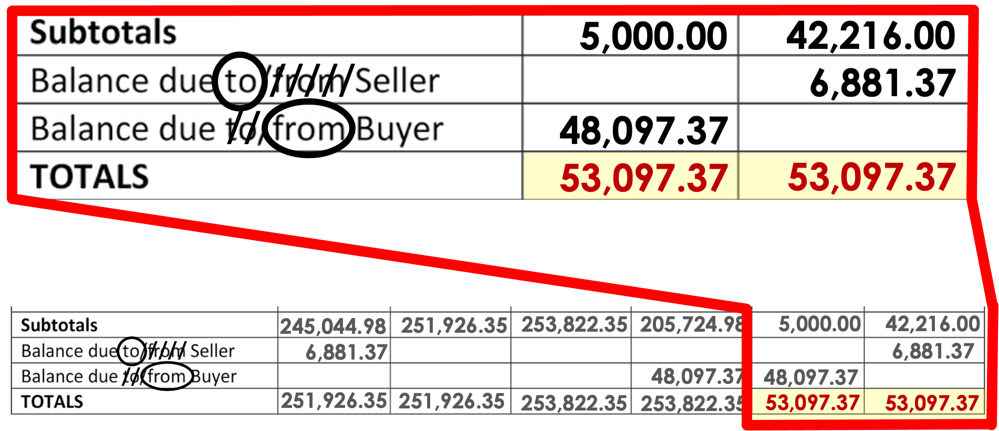 Subtotals 5,000.00 42,216.00
Balance due to/from Seller 6,881.37
Balance due to/from Buyer 48,097.37
TOTALS 53,097.37 53,097.37
Subtotals 245,044.98 251,926.35 253,822.35 205,724.98 5,000.00 42,216.00
Balance due to/from Seller 6,881.37 6,881.37
Balance due to/from Buyer 48,097.37 48,097.37
TOTALS 251,926.35 251,926.35 253,822.35 253,822.35 53,097.37 53,097.37